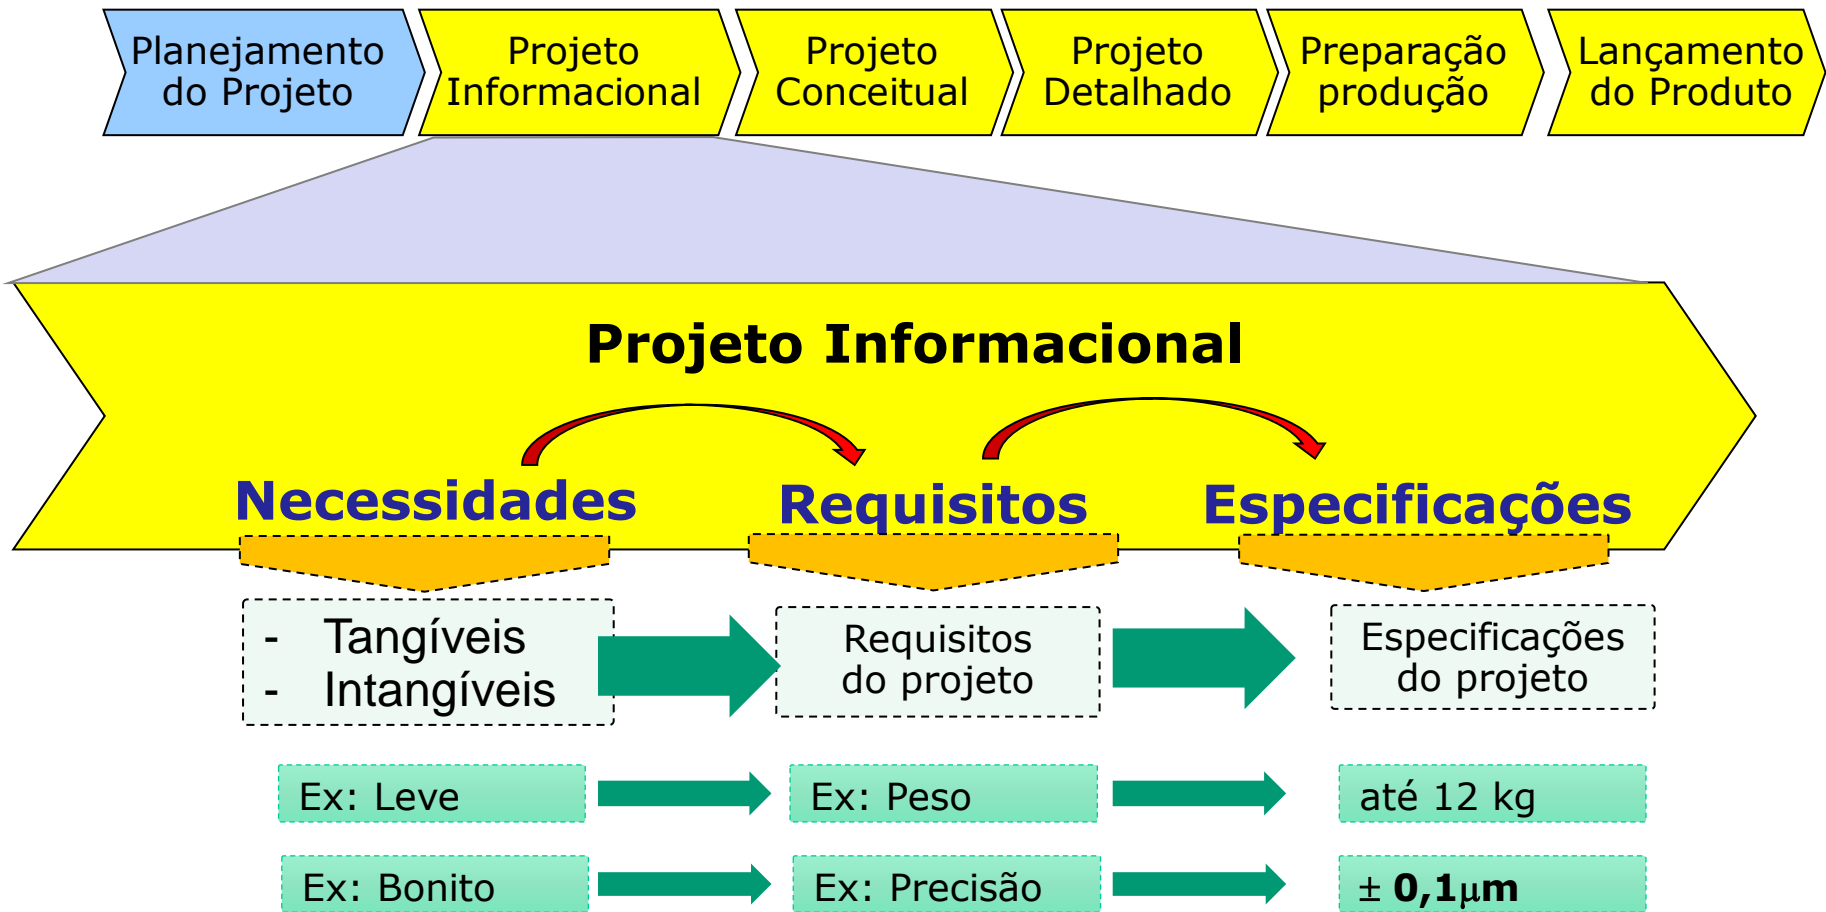 Planejamento
do Projeto
Projeto
Informacional
Projeto
Conceitual
Projeto
Detalhado
Preparação
produção
Lançamento
do Produto
Projeto Informacional
Necessidades
Requisitos
Especificações
- Tangíveis
- Intangíveis
Requisitos
do projeto
Especificações
do projeto
Ex: Leve
Ex: Peso
até 12 kg
Ex: Bonito
Ex: Precisão
± 0,1μm